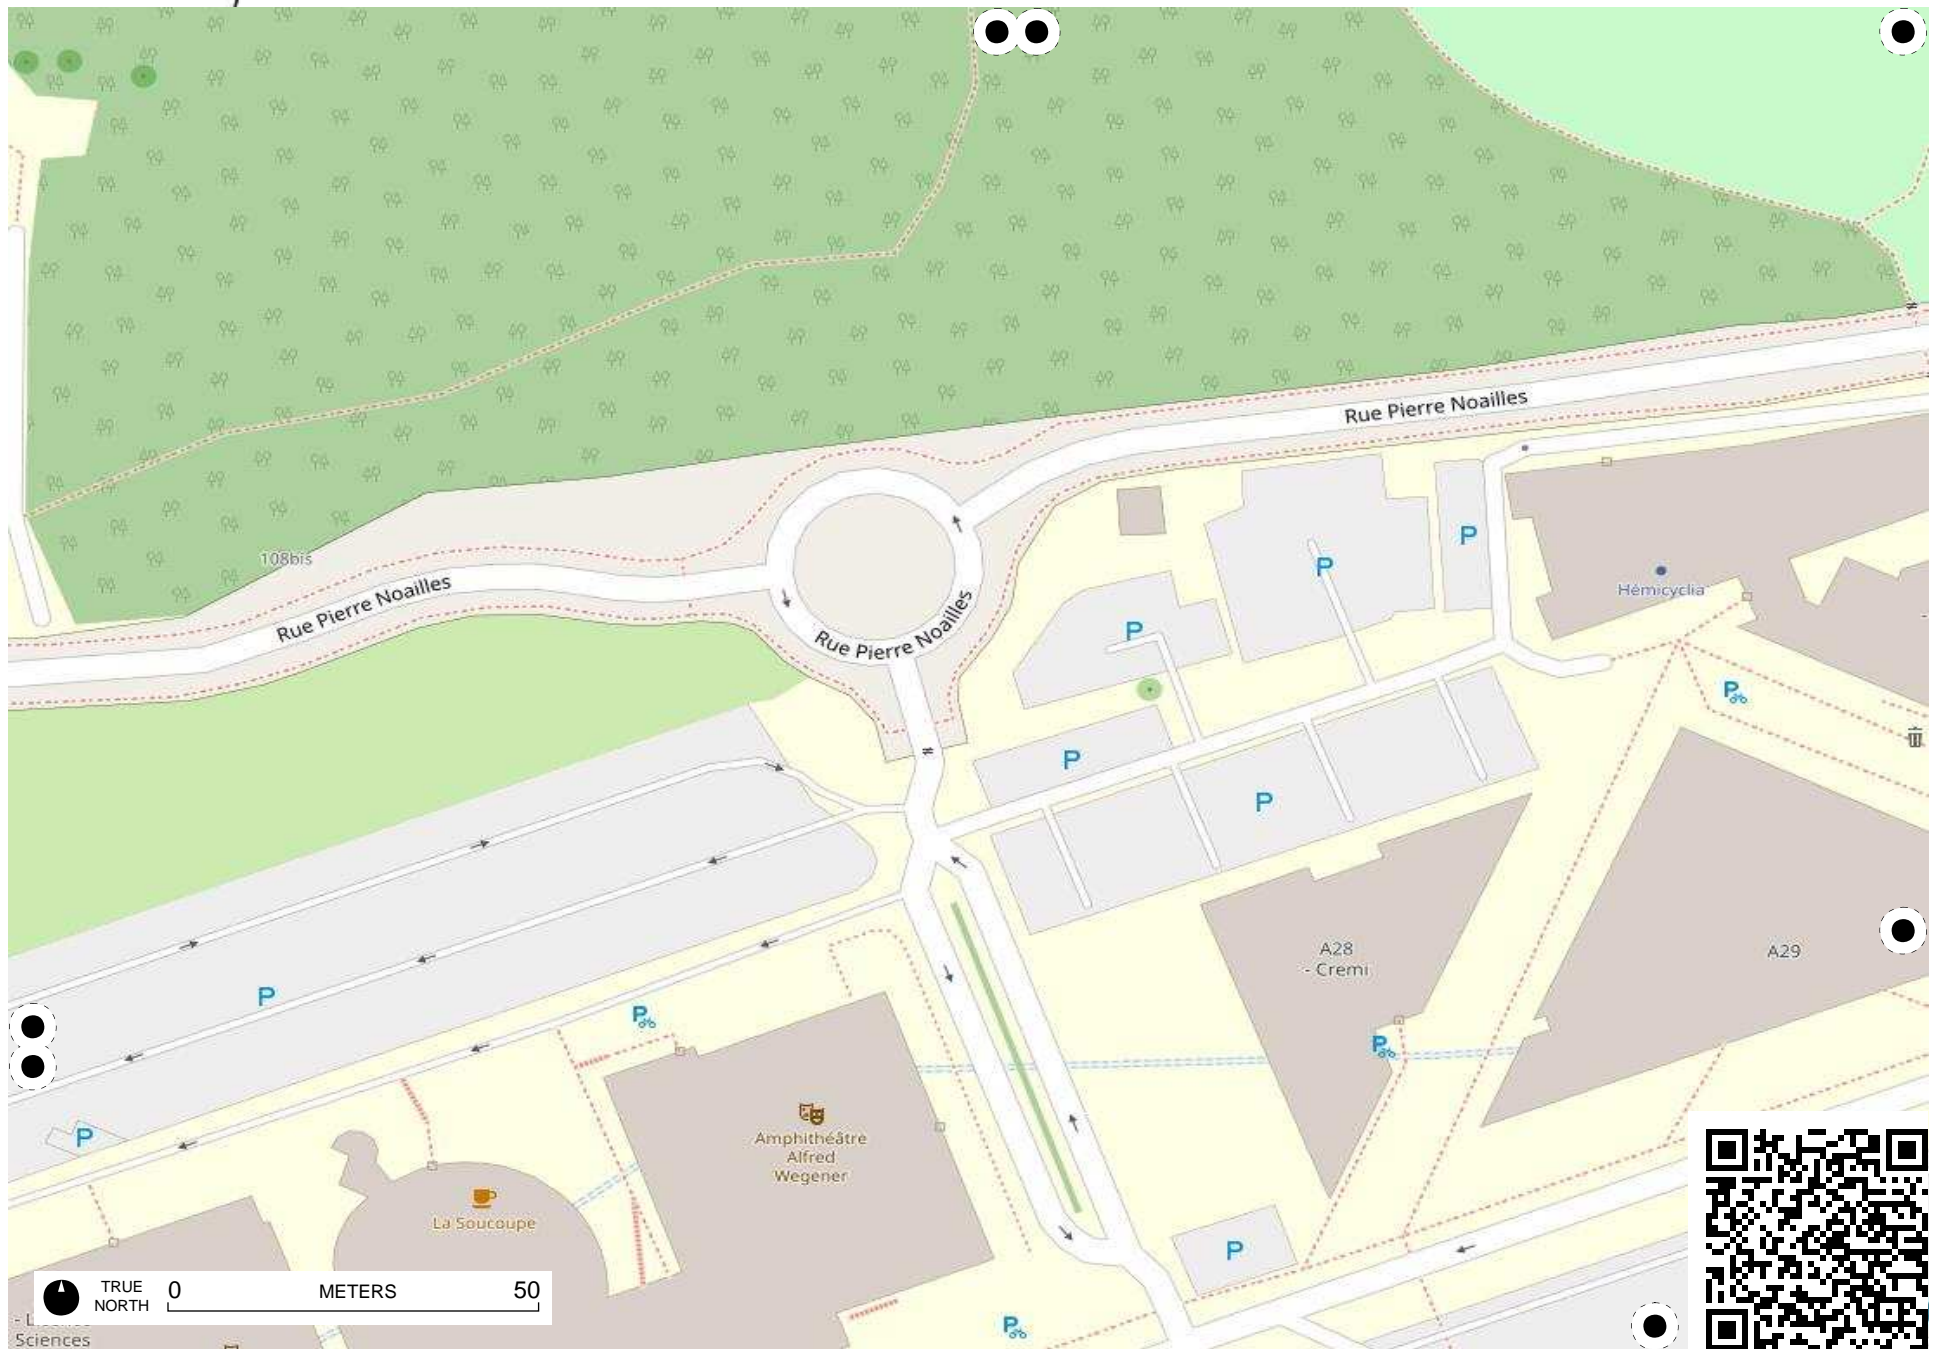 Rue Pierre Noailles
P
P
108bis
Hémicyclia
Rue Pierre Noailles
P
Rue Pierre Noailles
P
P
P
A28
- Cremi
A29
P
P
P
P
Amphithéâtre
Alfred
Wegener
La Soucoupe
P
TRUE
NORTH
0
METERS
50
P
Sciences